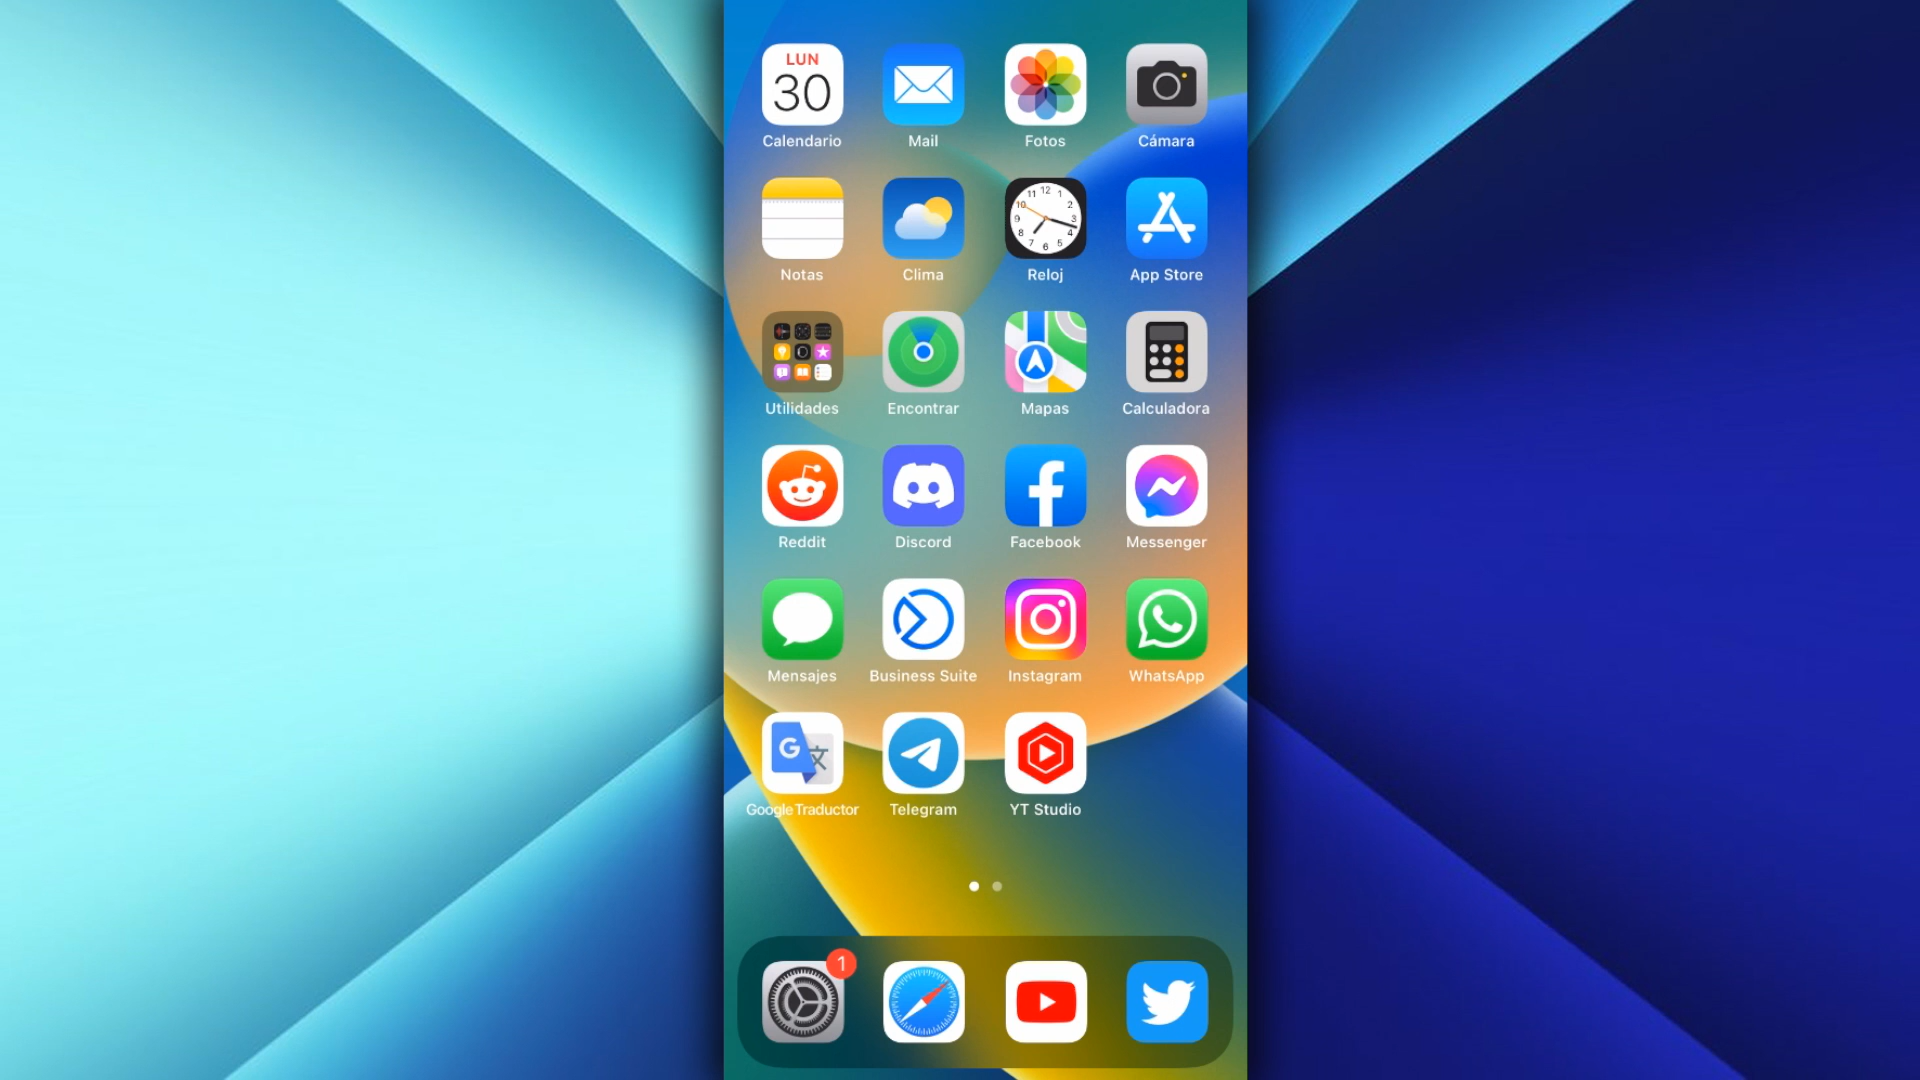 LUN
30
Calendario
Mail
Fotos
Cámara
Notas
Clima
Reloj
App Store
Utilidades
Encontrar
Mapas
Calculadora
Reddit
Discord
Facebook
Messenger
Mensajes
Business Suite
Instagram
WhatsApp
Google Traductor
Telegram
YT Studio
1